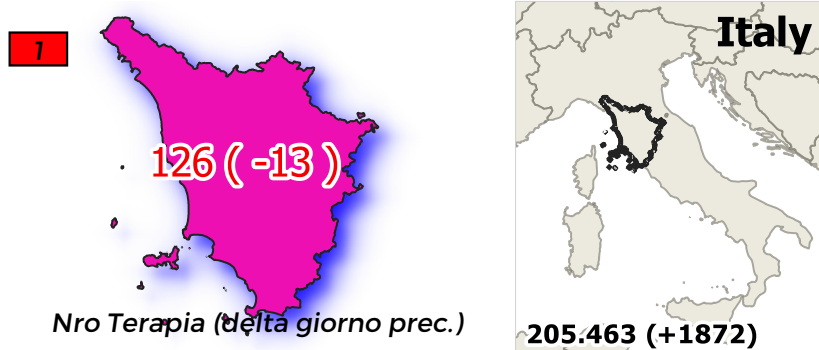 1
126 ( -13 )
Nro Terapia (delta giorno prec.)
Italy
205.463 (+1872)